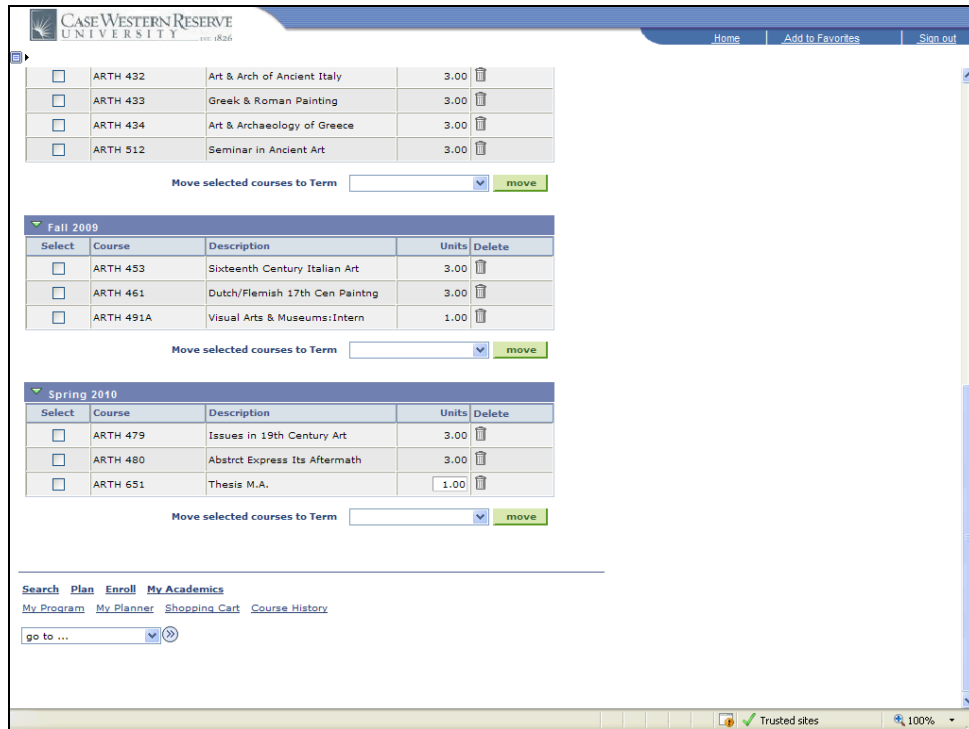 CASE WESTERN RESERVE
UNIVERSITY EST. 1826
Home Add to Favorites Sign out
ARTH 432 Art & Arch of Ancient Italy 3.00
ARTH 433 Greek & Roman Painting 3.00
ARTH 434 Art & Archaeology of Greece 3.00
ARTH 512 Seminar in Ancient Art 3.00
Move selected courses to Term move
Fall 2009
Select Course Description Units Delete
ARTH 453 Sixteenth Century Italian Art 3.00
ARTH 461 Dutch/Flemish 17th Cen Paintng 3.00
ARTH 491A Visual Arts & Museums:Intern 1.00
Move selected courses to Term move
Spring 2010
Select Course Description Units Delete
ARTH 479 Issues in 19th Century Art 3.00
ARTH 480 Abstrct Express Its Aftermath 3.00
ARTH 651 Thesis M.A. 1.00
Move selected courses to Term move
Search Plan Enroll My Academics
My Program My Planner Shopping Cart Course History
go to ...
Trusted sites 100%